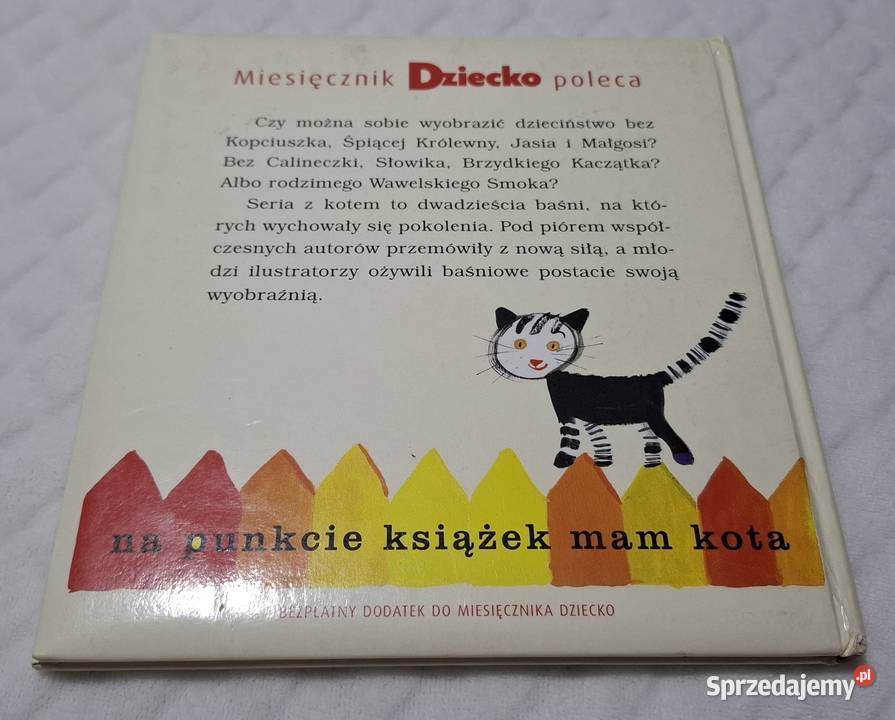 Miesięcznik Dziecko poleca
Czy można sobie wyobrazić dzieciństwo bez
Kopciuszka, Śpiącej Królewny, Jasia i Małgosi?
Bez Calineczki, Słowika, Brzydkiego Kaczątka?
Albo rodzimego Wawelskiego Smoka?
Seria z kotem to dwadzieścia baśni, na któ-
rych wychowały się pokolenia. Pod piórem współ-
czesnych autorów przemówiły z nową siłą, a mło-
dzi ilustratorzy ożywili baśniowe postacie swoją
wyobraźnią.
na punkcie książek mam kota
BEZPŁATNY DODATEK DO MIESIĘCZNIKA DZIECKO
Sprzedajemy.pl